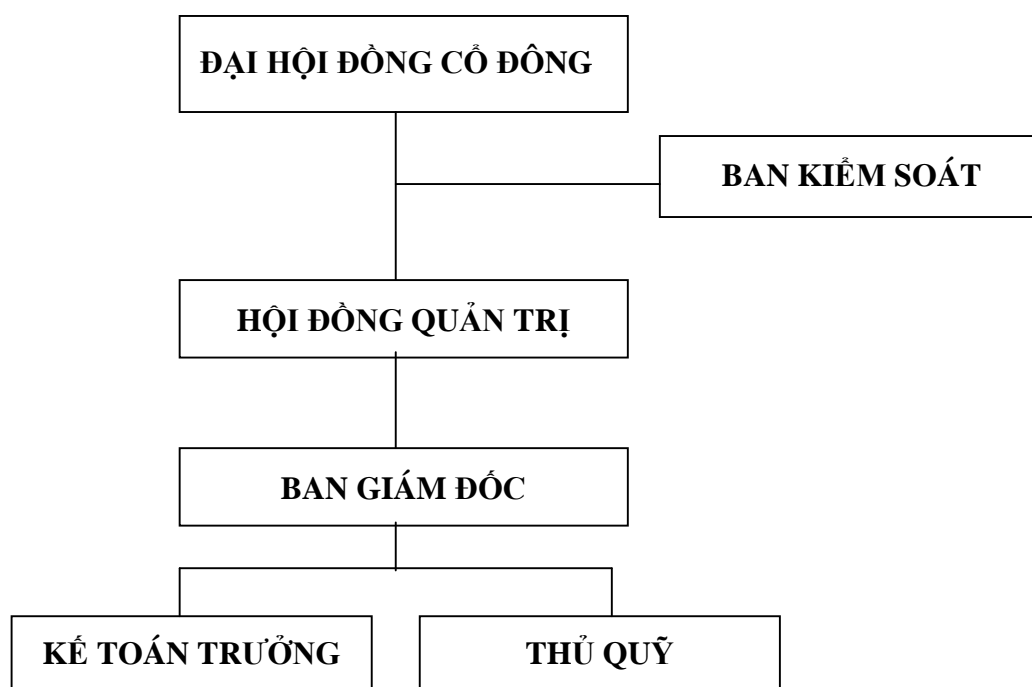 ĐẠI HỘI ĐỒNG CỔ ĐÔNG
BAN KIỂM SOÁT
HỘI ĐỒNG QUẢN TRỊ
BAN GIÁM ĐỐC
KẾ TOÁN TRƯỞNG
THỦ QUỸ